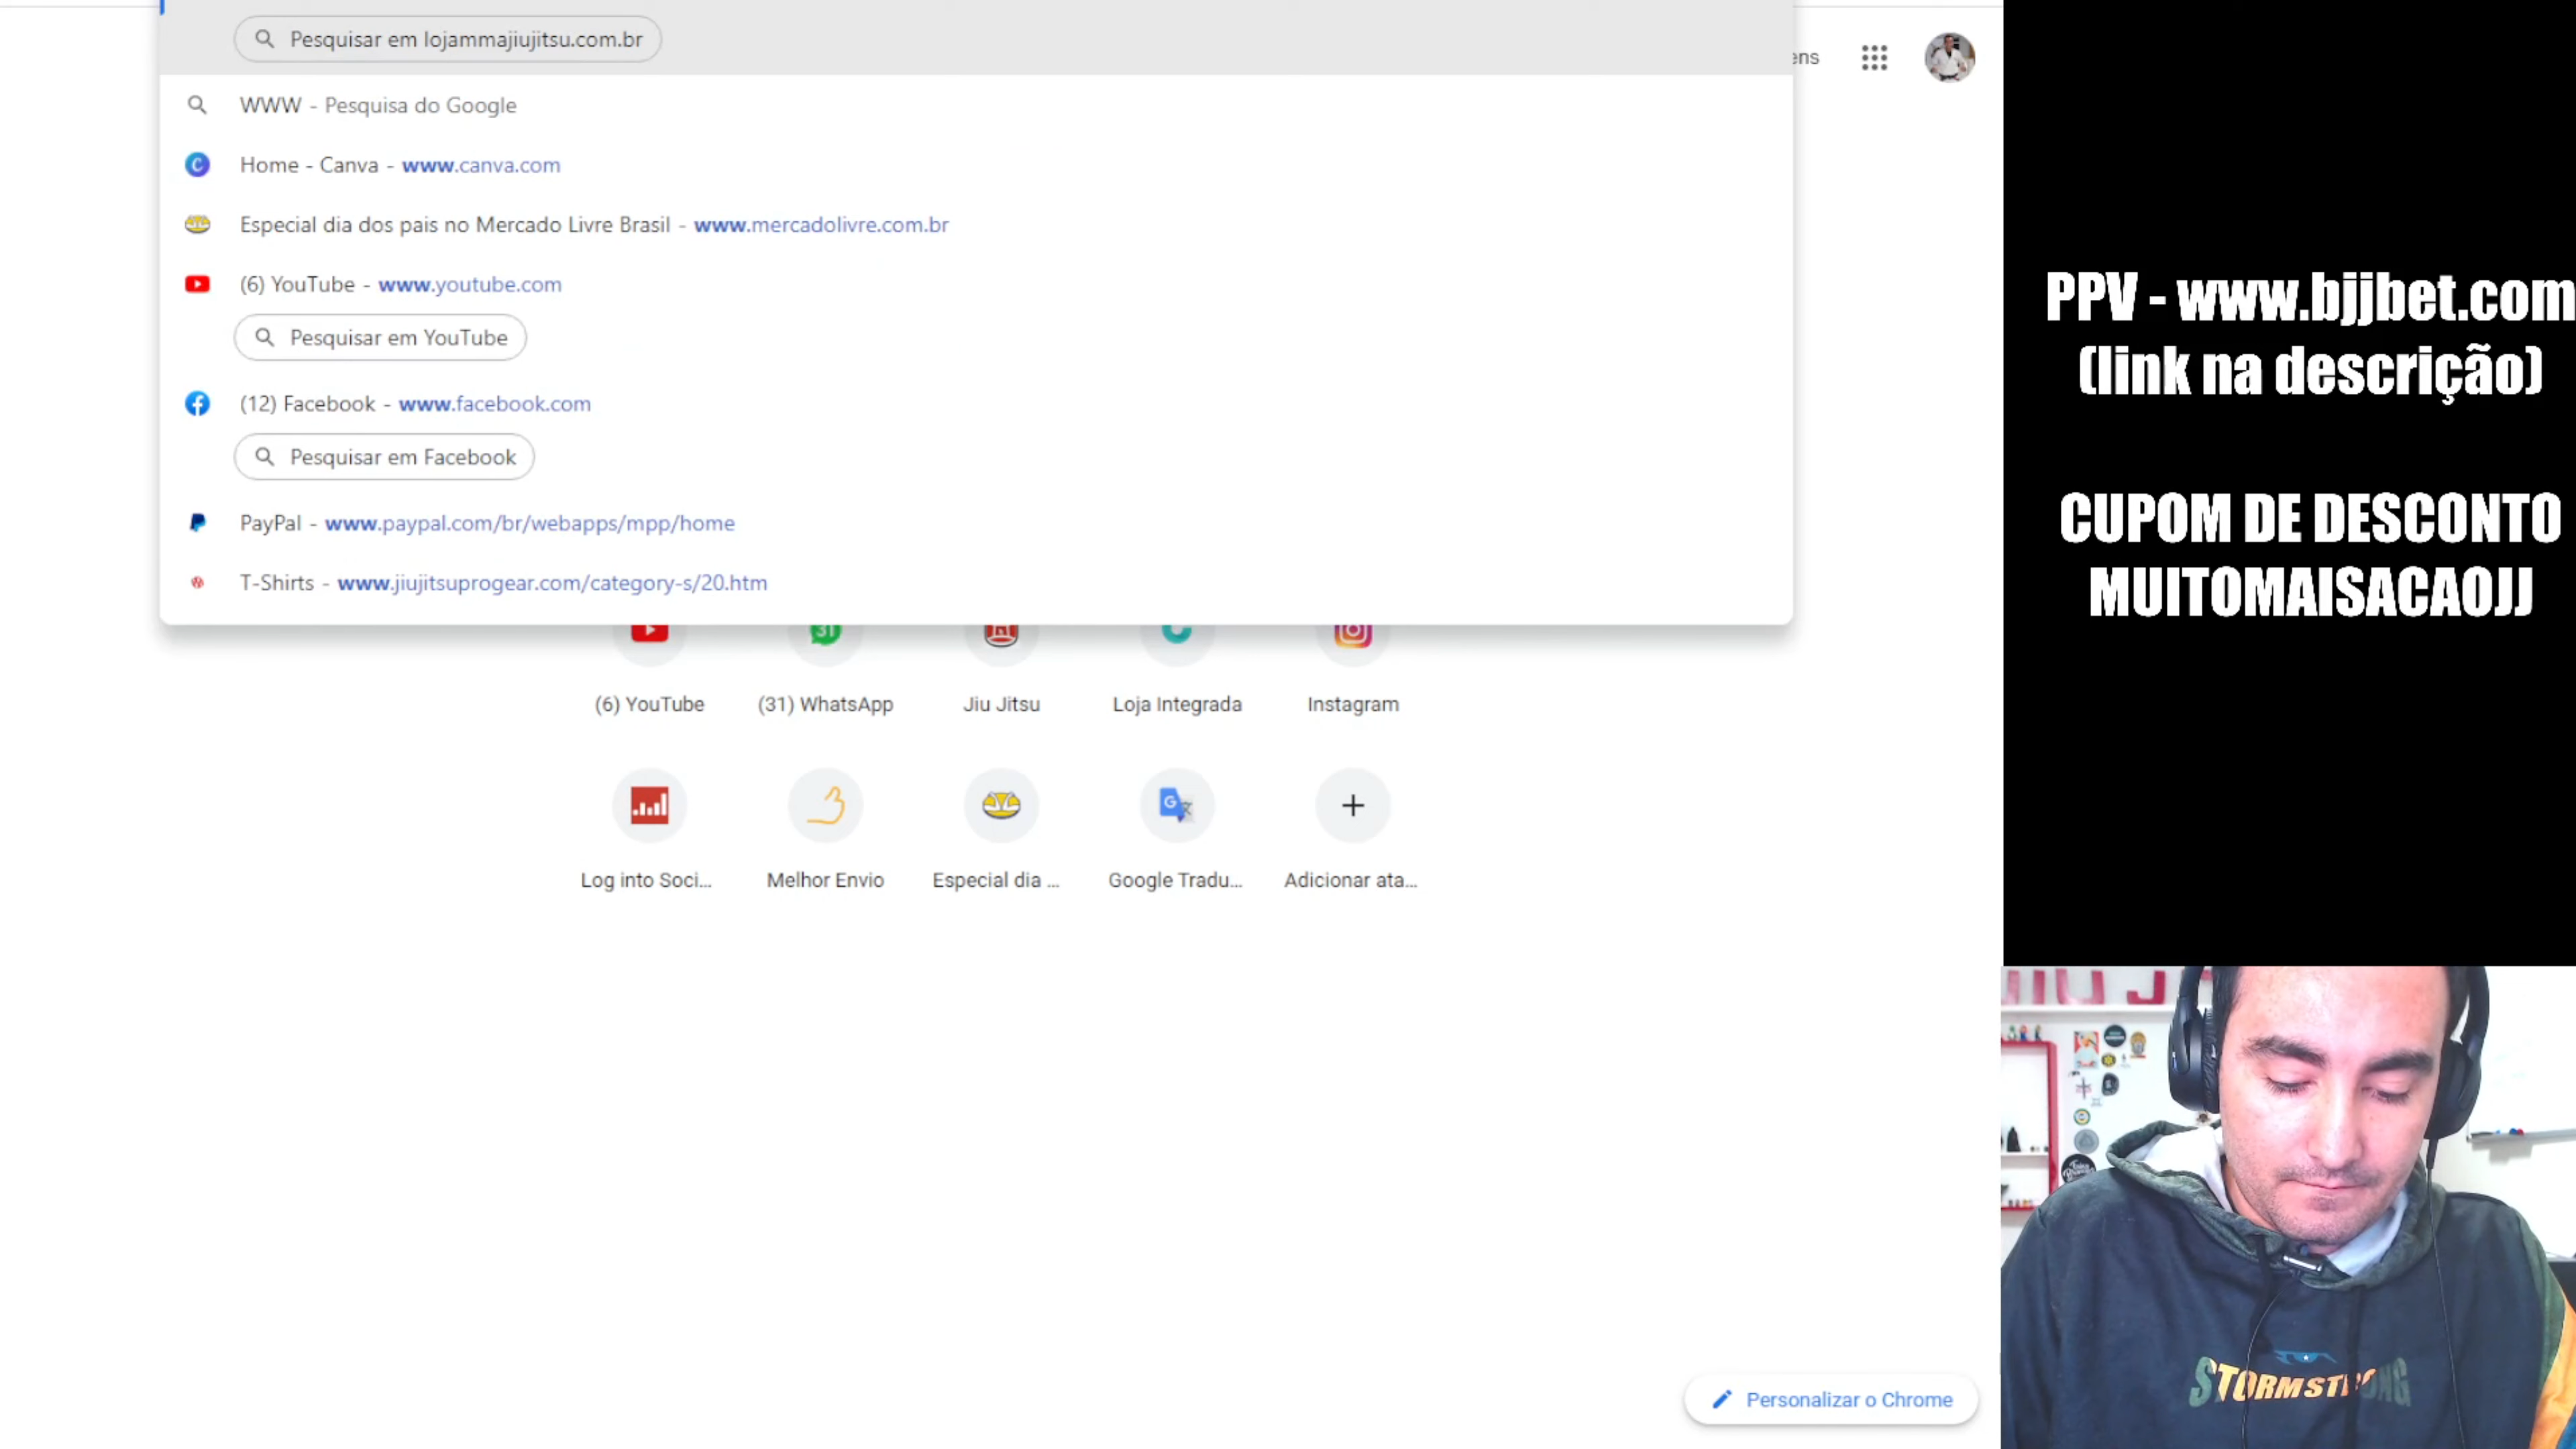 Pesquisar em lojammajiujitsu.com.br
ens
WWW - Pesquisa do Google
Home - Canva - www.canva.com
Especial dia dos pais no Mercado Livre Brasil - www.mercadolivre.com.br
(6) YouTube - www.youtube.com
Pesquisar em YouTube
(12) Facebook - www.facebook.com
Pesquisar em Facebook
PayPal - www.paypal.com/br/webapps/mpp/home
T-Shirts - www.jiujitsuprogear.com/category-s/20.htm
31
(6) YouTube
(31) WhatsApp
Jiu Jitsu
Loja Integrada
Instagram
Log into Soci...
Melhor Envio
Especial dia ...
Google Tradu...
Adicionar ata...
Personalizar o Chrome
PPV - www.bjjbet.com
(link na descrição)
CUPOM DE DESCONTO
MUITOMAISACAOJJ
JIU J
STORMSTRONG